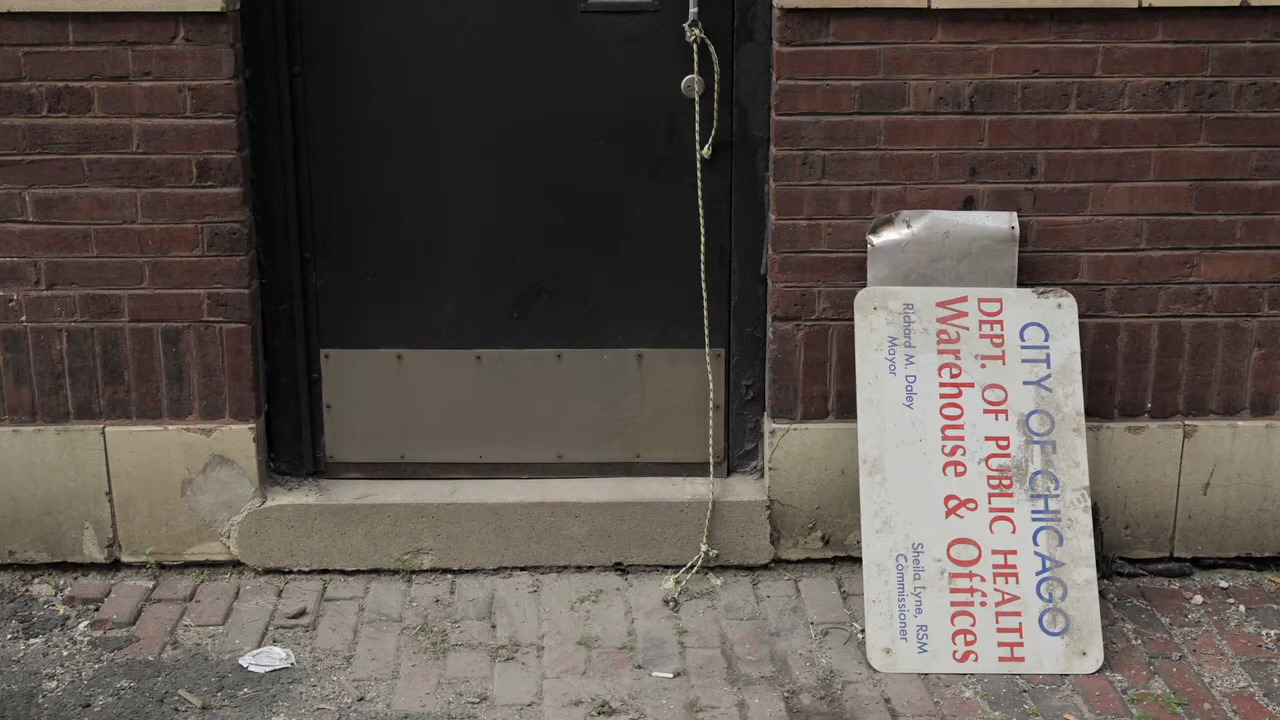 CITY OF CHICAGO
DEPT. OF PUBLIC HEALTH
Warehouse & Offices
Richard M. Daley
Mayor
Sheila Lyne, RSM
Commissioner